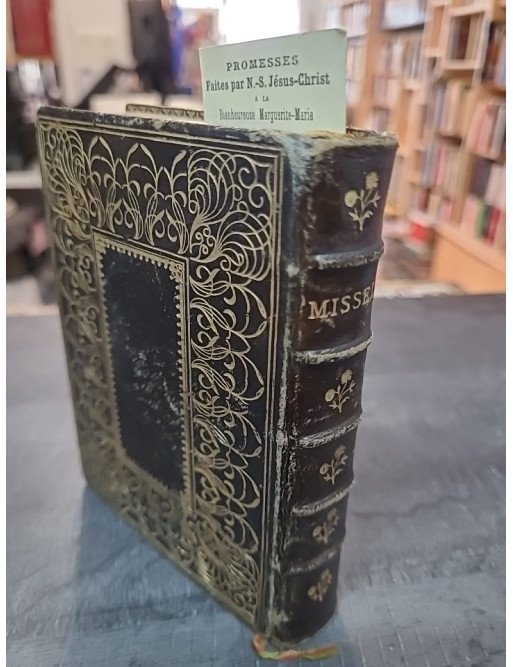 PROMESSES
Faites par N.-S. Jésus-Christ
A LA
Bienheureuse Marguerite-Marie
MISSEL